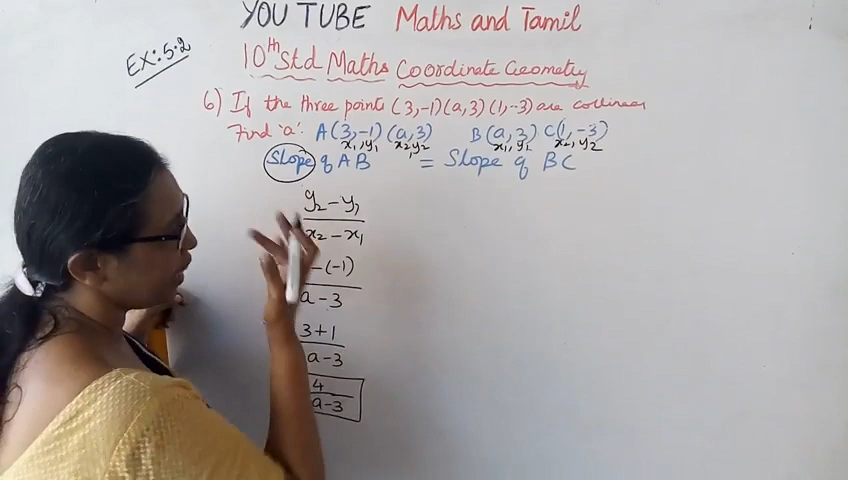 YOU TUBE Maths and Tamil
EX: 5.2
10th Std Maths Coordinate Geometry
6) If the three points (3,-1) (a,3) (1,-3) are collinear
Find 'a'. A(3,-1) (a,3) B(a,3) C(1,-3)
x₁,y₁ x₂,y₂ x₁,y₁ x₂,y₂
Slope of AB = Slope of BC
y₂ - y₁
x₂ - x₁
-(-1)
a - 3
3+1
a - 3
4
a - 3